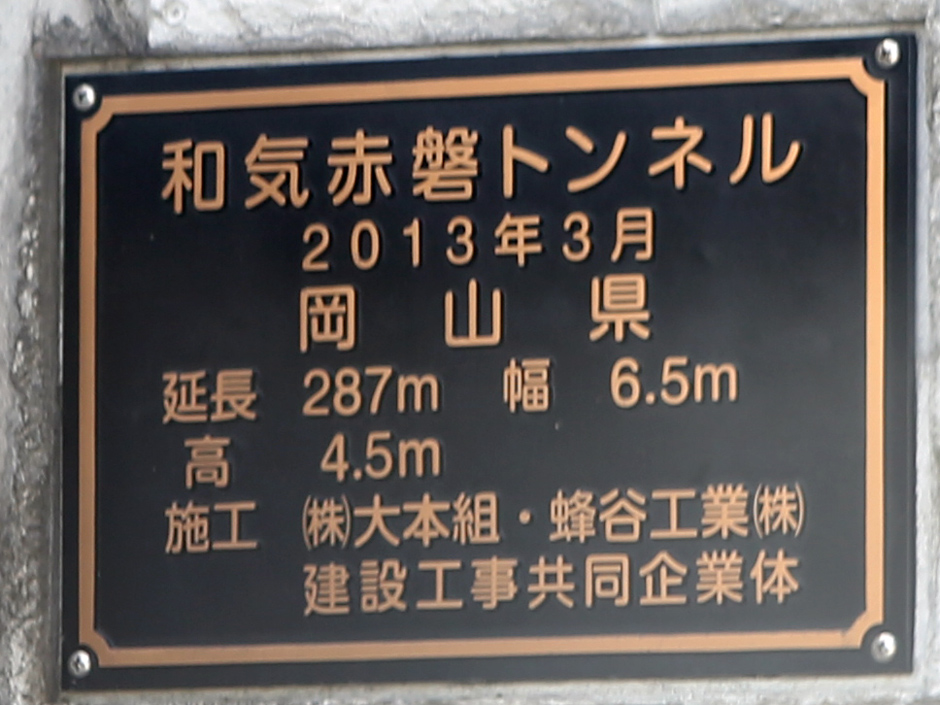 和気赤磐トンネル
2013年3月
岡 山 県
延長 287m 幅 6.5m
高 4.5m
施工 ㈱大本組・蜂谷工業㈱
建設工事共同企業体